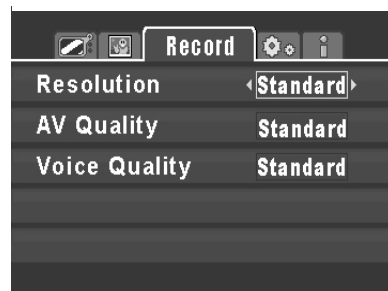 Record
Resolution Standard
AV Quality Standard
Voice Quality Standard